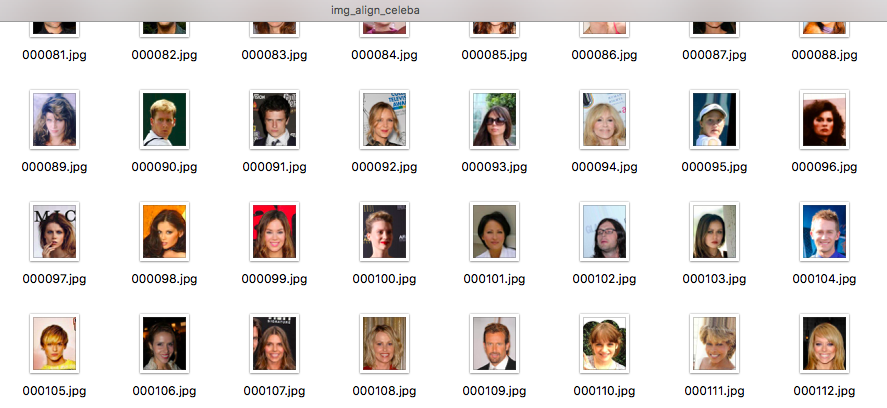 img_align_celeba
000081.jpg 000082.jpg 000083.jpg 000084.jpg 000085.jpg 000086.jpg 000087.jpg 000088.jpg
000089.jpg 000090.jpg 000091.jpg 000092.jpg 000093.jpg 000094.jpg 000095.jpg 000096.jpg
MIC
000097.jpg 000098.jpg 000099.jpg 000100.jpg 000101.jpg 000102.jpg 000103.jpg 000104.jpg
000105.jpg 000106.jpg 000107.jpg 000108.jpg 000109.jpg 000110.jpg 000111.jpg 000112.jpg